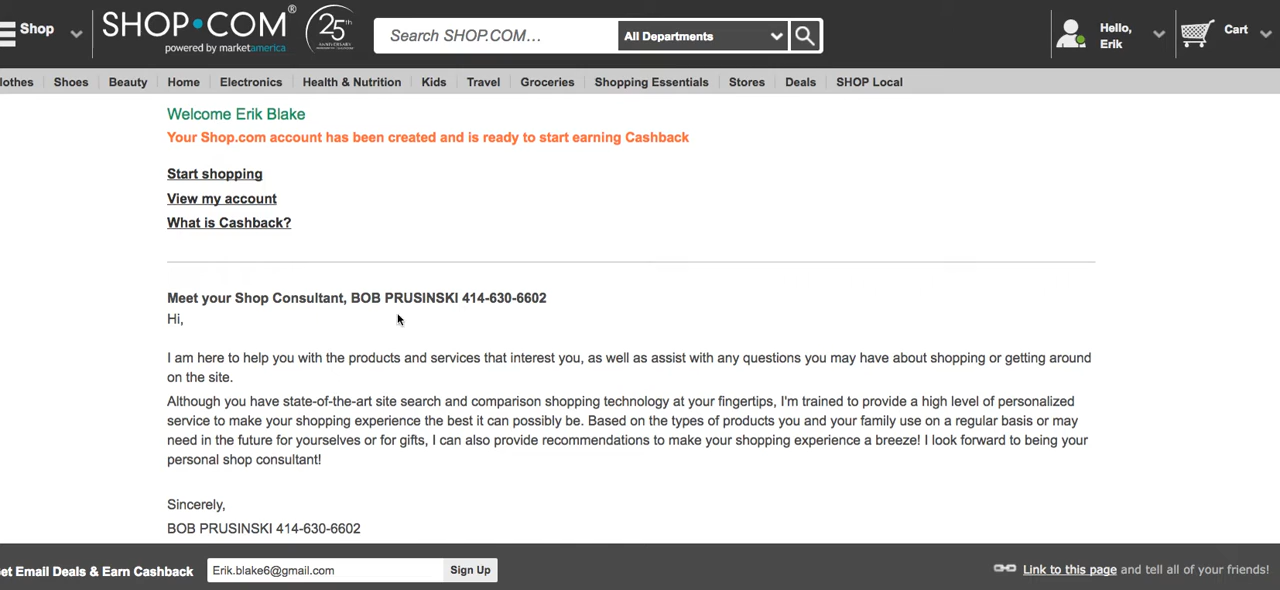 Shop
SHOP•COM®
powered by marketamerica
25th
ANNIVERSARY
Search SHOP.COM...
All Departments
Hello,
Erik
Cart
lothes
Shoes
Beauty
Home
Electronics
Health & Nutrition
Kids
Travel
Groceries
Shopping Essentials
Stores
Deals
SHOP Local
Welcome Erik Blake
Your Shop.com account has been created and is ready to start earning Cashback
Start shopping
View my account
What is Cashback?
Meet your Shop Consultant, BOB PRUSINSKI 414-630-6602
Hi,
I am here to help you with the products and services that interest you, as well as assist with any questions you may have about shopping or getting around
on the site.
Although you have state-of-the-art site search and comparison shopping technology at your fingertips, I'm trained to provide a high level of personalized
service to make your shopping experience the best it can possibly be. Based on the types of products you and your family use on a regular basis or may
need in the future for yourselves or for gifts, I can also provide recommendations to make your shopping experience a breeze! I look forward to being your
personal shop consultant!
Sincerely,
BOB PRUSINSKI 414-630-6602
et Email Deals & Earn Cashback
Erik.blake6@gmail.com
Sign Up
Link to this page and tell all of your friends!